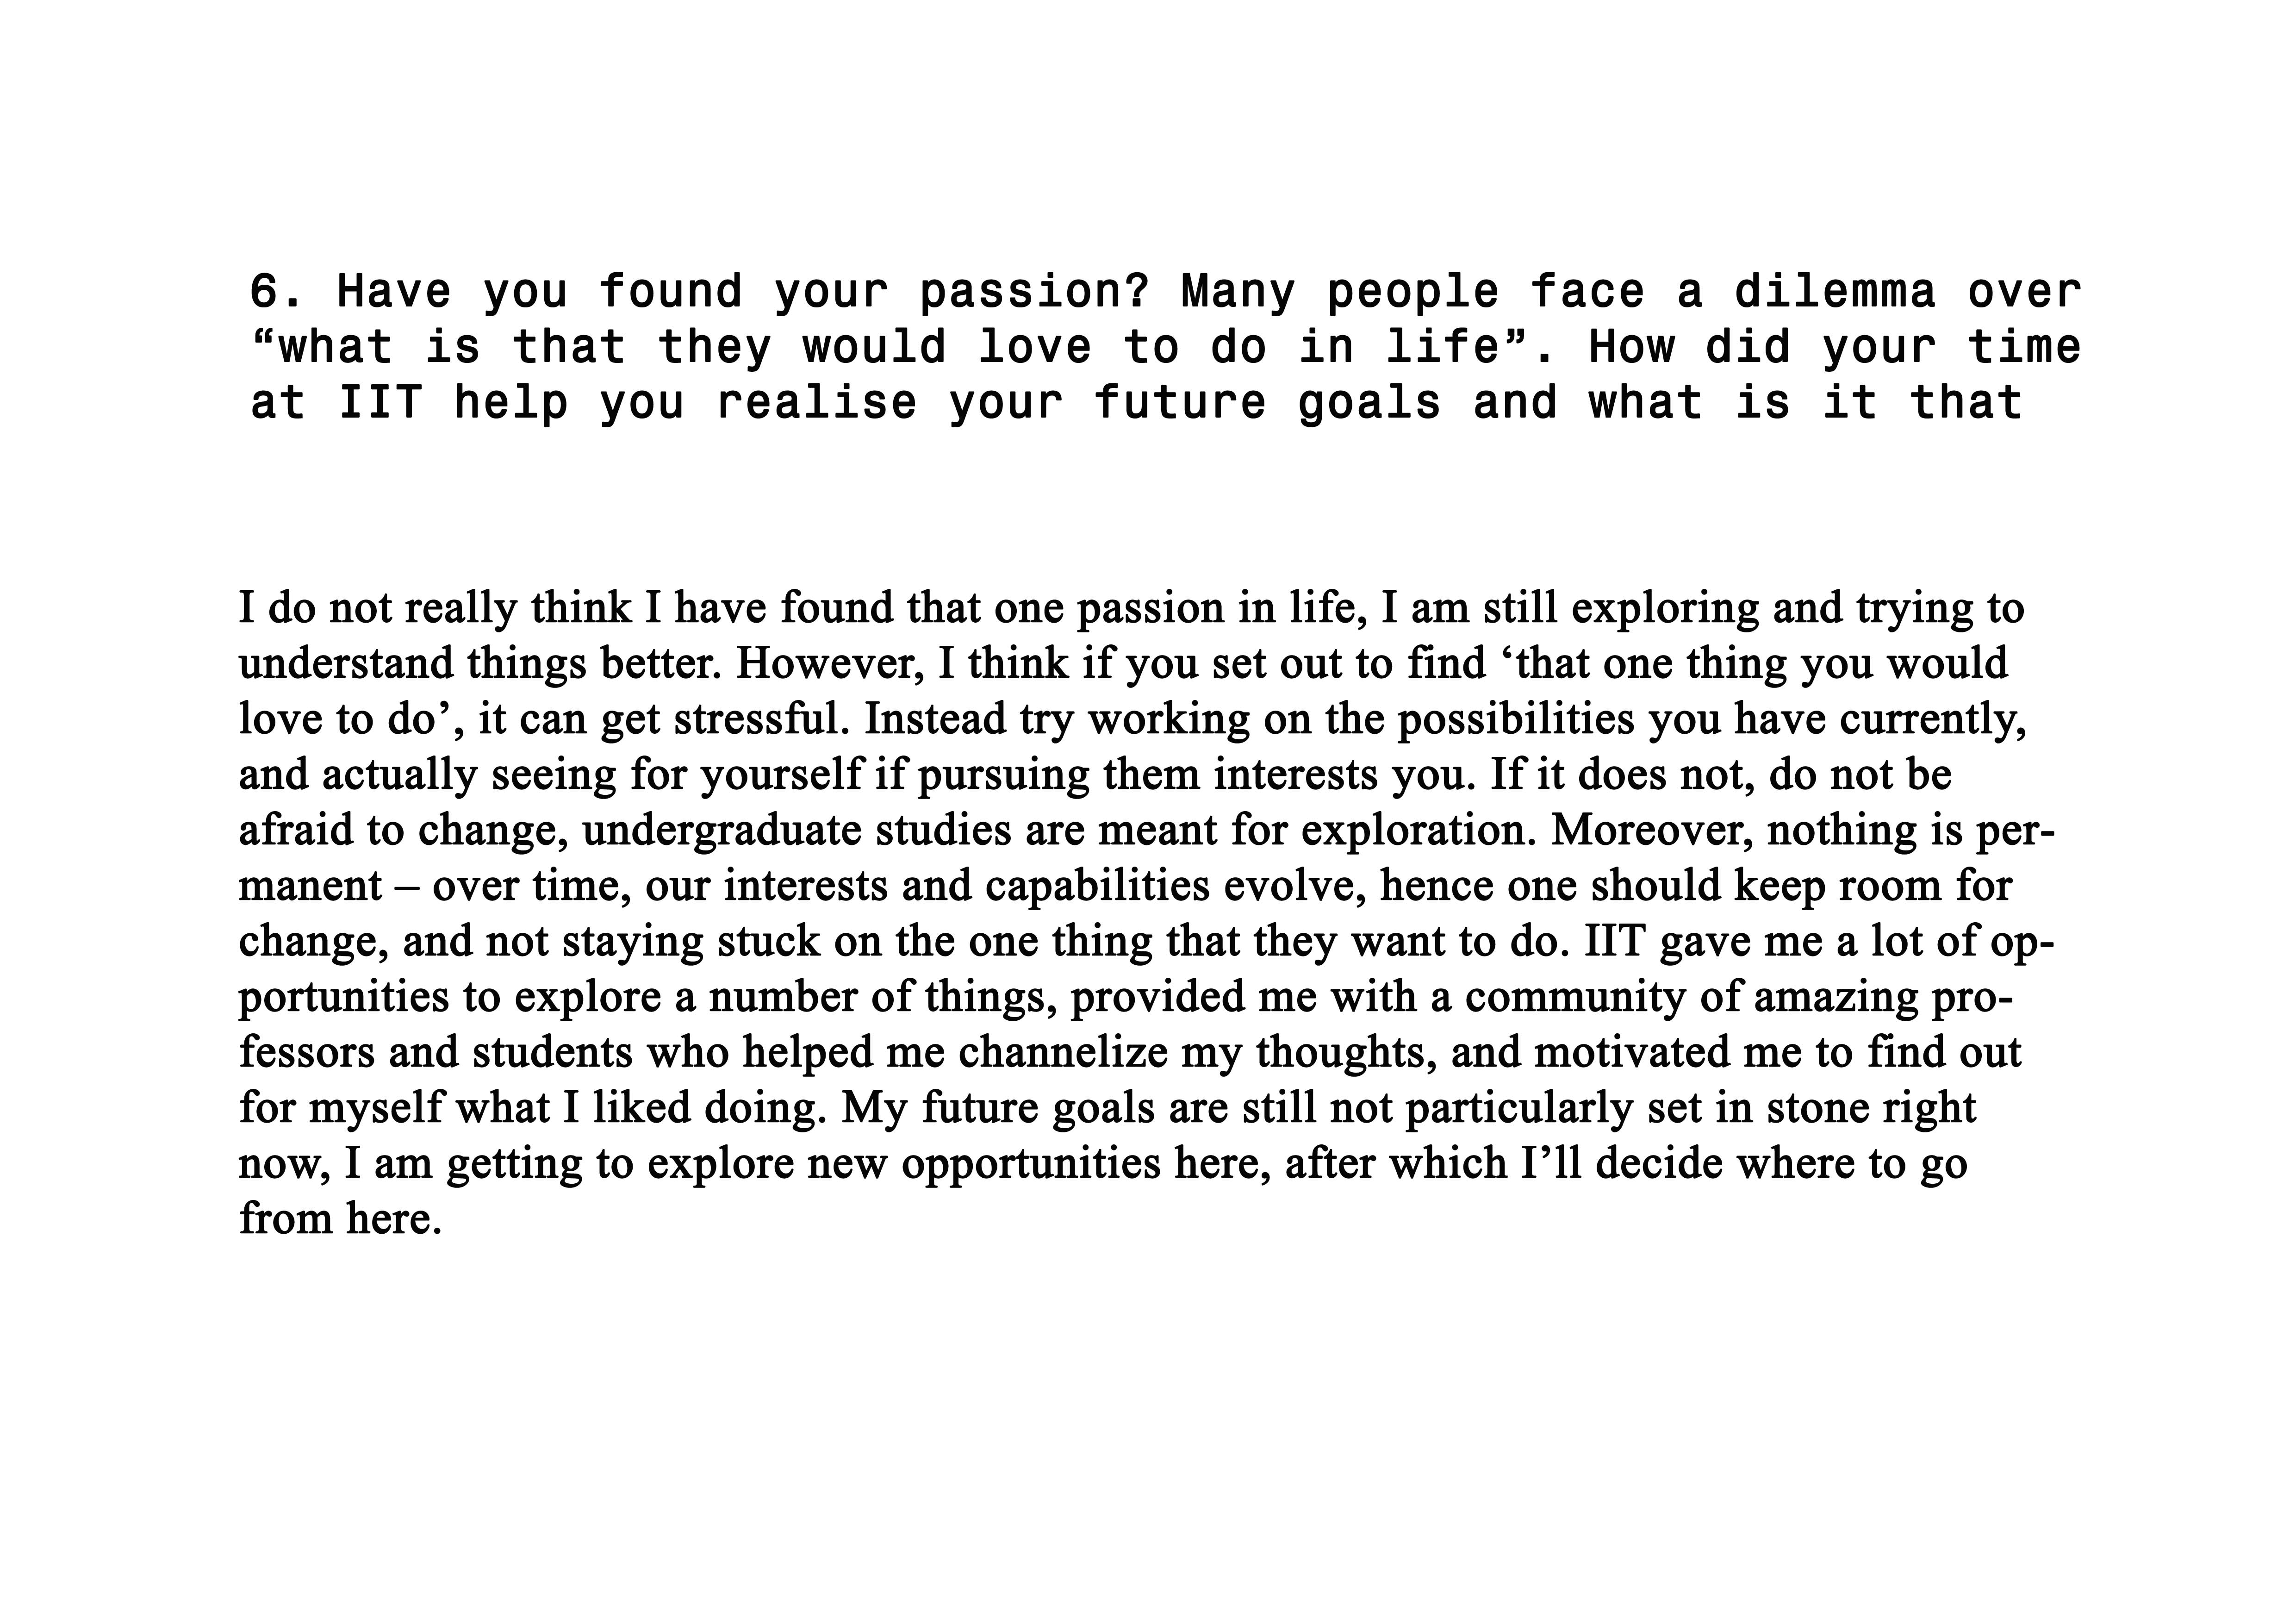 6. Have you found your passion? Many people face a dilemma over
“what is that they would love to do in life”. How did your time
at IIT help you realise your future goals and what is it that
I do not really think I have found that one passion in life, I am still exploring and trying to
understand things better. However, I think if you set out to find ‘that one thing you would
love to do’, it can get stressful. Instead try working on the possibilities you have currently,
and actually seeing for yourself if pursuing them interests you. If it does not, do not be
afraid to change, undergraduate studies are meant for exploration. Moreover, nothing is per-
manent – over time, our interests and capabilities evolve, hence one should keep room for
change, and not staying stuck on the one thing that they want to do. IIT gave me a lot of op-
portunities to explore a number of things, provided me with a community of amazing pro-
fessors and students who helped me channelize my thoughts, and motivated me to find out
for myself what I liked doing. My future goals are still not particularly set in stone right
now, I am getting to explore new opportunities here, after which I’ll decide where to go
from here.